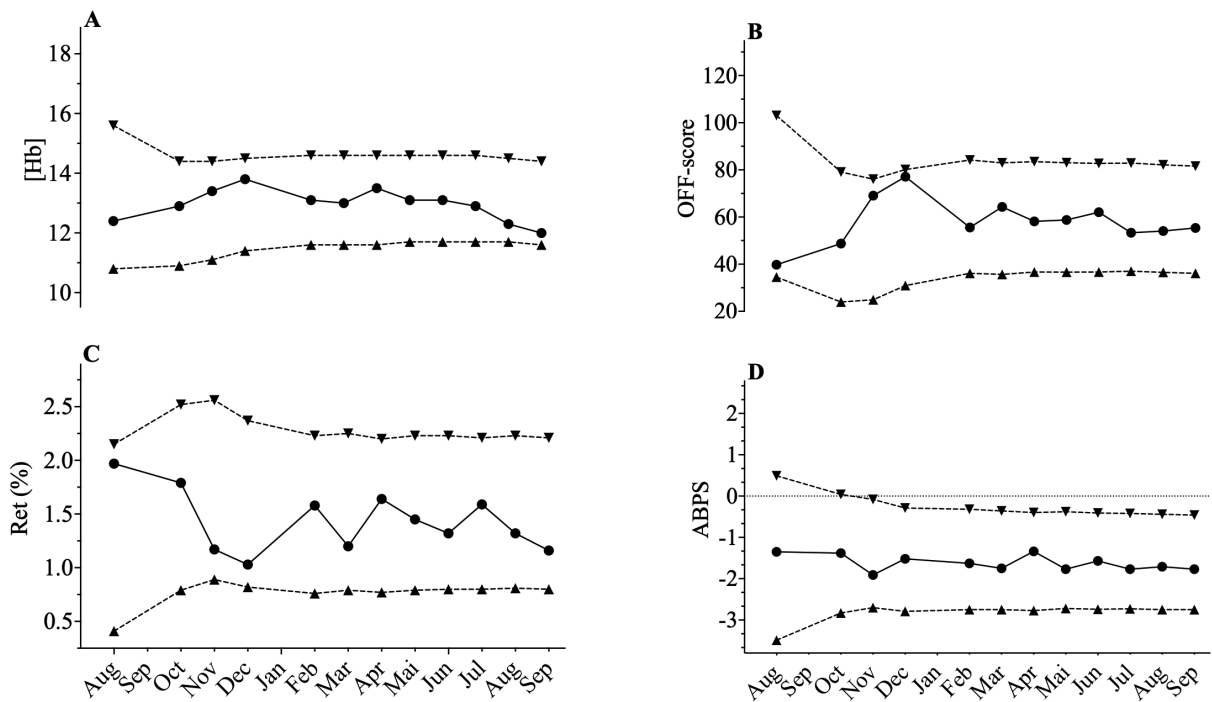 A
[Hb]
18
16
14
12
10
B
OFF-score
120
100
80
60
40
20
C
Ret (%)
2.5
2.0
1.5
1.0
0.5
Aug Sep Oct Nov Dec Jan Feb Mar Apr Mai Jun Jul Aug Sep
D
ABPS
2
1
0
-1
-2
-3
Aug Sep Oct Nov Dec Jan Feb Mar Apr Mai Jun Jul Aug Sep